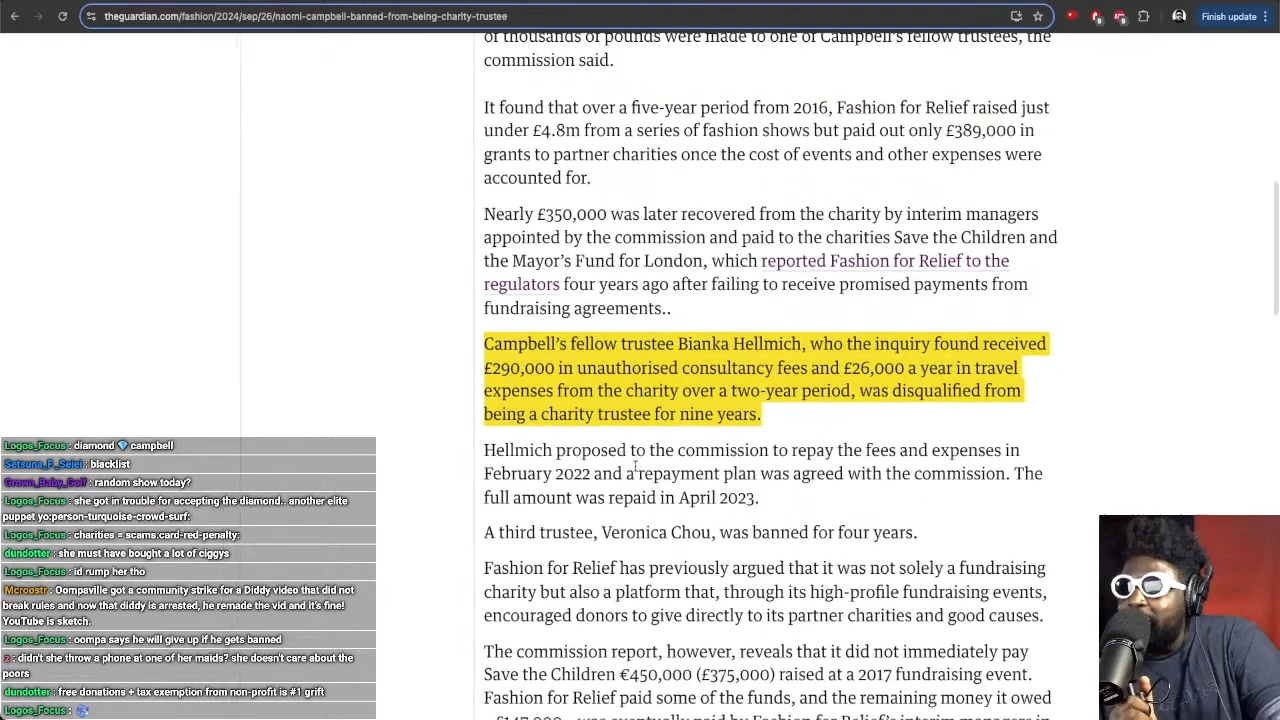 theguardian.com/fashion/2024/sep/26/naomi-campbell-banned-from-being-charity-trustee
Finish update
of thousands of pounds were made to one of Campbell's fellow trustees, the
commission said.
It found that over a five-year period from 2016, Fashion for Relief raised just
under £4.8m from a series of fashion shows but paid out only £389,000 in
grants to partner charities once the cost of events and other expenses were
accounted for.
Nearly £350,000 was later recovered from the charity by interim managers
appointed by the commission and paid to the charities Save the Children and
the Mayor's Fund for London, which reported Fashion for Relief to the
regulators four years ago after failing to receive promised payments from
fundraising agreements..
Campbell's fellow trustee Bianka Hellmich, who the inquiry found received
£290,000 in unauthorised consultancy fees and £26,000 a year in travel
expenses from the charity over a two-year period, was disqualified from
being a charity trustee for nine years.
Hellmich proposed to the commission to repay the fees and expenses in
February 2022 and a repayment plan was agreed with the commission. The
full amount was repaid in April 2023.
A third trustee, Veronica Chou, was banned for four years.
Fashion for Relief has previously argued that it was not solely a fundraising
charity but also a platform that, through its high-profile fundraising events,
encouraged donors to give directly to its partner charities and good causes.
The commission report, however, reveals that it did not immediately pay
Save the Children €450,000 (£375,000) raised at a 2017 fundraising event.
Fashion for Relief paid some of the funds, and the remaining money it owed
Logos_Focus : diamond 💎 campbell
Setsuna_F._Seiei : blacklist
Grown_Baby_Golf : random show today?
Logos_Focus : she got in trouble for accepting the diamond.. another elite
puppet yo:person-turquoise-crowd-surf:
Logos_Focus : charities = scams:card-red-penalty:
dundotter : she must have bought a lot of ciggys
Logos_Focus : id rump her tho
Mcroostr : Oompaville got a community strike for a Diddy video that did not
break rules and now that diddy is arrested, he remade the vid and it's fine!
YouTube is sketch.
Logos_Focus : oompa says he will give up if he gets banned
z : didn't she throw a phone at one of her maids? she doesn't care about the
poors
dundotter : free donations + tax exemption from non-profit is #1 grift
Logos_Focus :